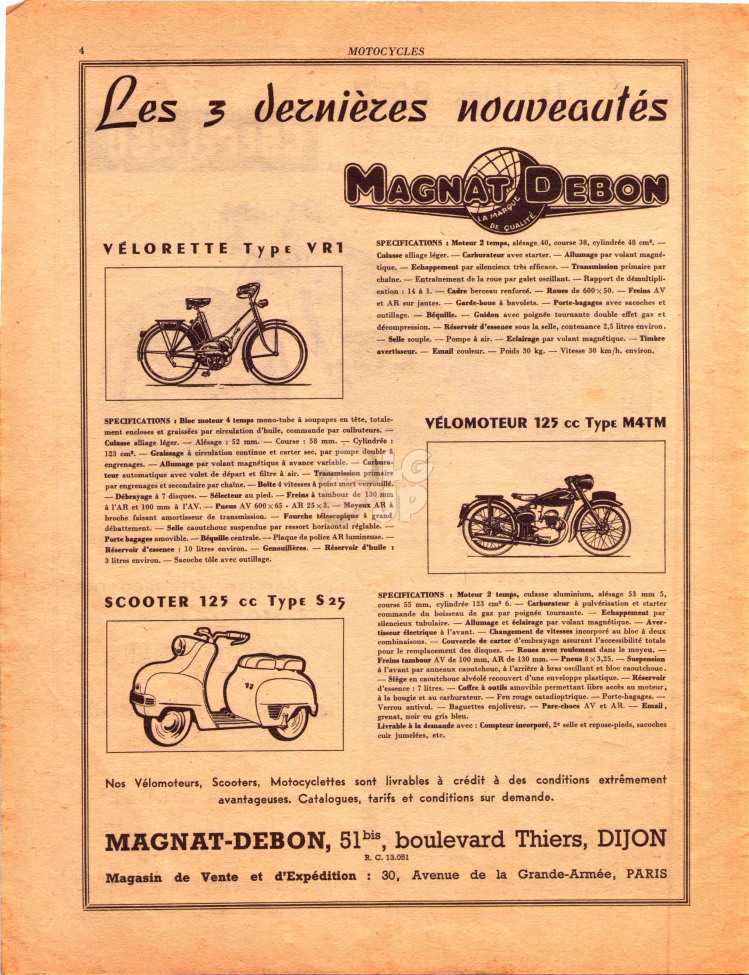 4
MOTOCYCLES
Les 3 dernières nouveautés
MAGNAT DEBON
LA MARQUE
DE QUALITÉ
VÉLORETTE Type VR1
SPECIFICATIONS : Moteur 2 temps, alésage 40, course 38, cylindrée 48 cm³. —
Culasse alliage léger. — Carburateur avec starter. — Allumage par volant magné-
tique. — Echappement par silencieux très efficace. — Transmission primaire par
chaîne. — Entraînement de la roue par galet oscillant. — Rapport de démultipli-
cation : 14 à 1. — Cadre berceau renforcé. — Roues de 600 × 50. — Freins AV
et AR sur jantes. — Garde-boue à bavolets. — Porte-bagages avec sacoches et
outillage. — Béquille. — Guidon avec poignée tournante double effet gaz et
décompression. — Réservoir d'essence sous la selle, contenance 2,5 litres environ.
— Selle souple. — Pompe à air. — Eclairage par volant magnétique. — Timbre
avertisseur. — Email couleur. — Poids 30 kg. — Vitesse 30 km/h. environ.
SPECIFICATIONS : Bloc moteur 4 temps mono-tube à soupapes en tête, totale-
ment encloses et graissées par circulation d'huile, commande par culbuteurs. —
Culasse alliage léger. — Alésage : 52 mm. — Course : 58 mm. — Cylindrée :
123 cm³. — Graissage à circulation continue et carter sec, par pompe double à
engrenages. — Allumage par volant magnétique à avance variable. — Carbura-
teur automatique avec volet de départ et filtre à air. — Transmission primaire
par engrenages et secondaire par chaîne. — Boîte 4 vitesses à point mort verrouillé.
— Débrayage à 7 disques. — Sélecteur au pied. — Freins à tambour de 130 mm
à l'AR et 100 mm à l'AV. — Pneus AV 600 × 65 - AR 25 × 3. — Moyeux AR à
broche faisant amortisseur de transmission. — Fourche télescopique à grand
débattement. — Selle caoutchouc suspendue par ressort horizontal réglable. —
Porte bagages amovible. — Béquille centrale. — Plaque de police AR lumineuse. —
Réservoir d'essence : 10 litres environ. — Genouillères. — Réservoir d'huile :
3 litres environ. — Sacoche tôle avec outillage.
VÉLOMOTEUR 125 cc Type M4TM
SCOOTER 125 cc Type S 25
SPECIFICATIONS : Moteur 2 temps, culasse aluminium, alésage 53 mm 5,
course 55 mm, cylindrée 123 cm³ 6. — Carburateur à pulvérisation et starter
commande du boisseau de gaz par poignée tournante. — Echappement par
silencieux tubulaire. — Allumage et éclairage par volant magnétique. — Aver-
tisseur électrique à l'avant. — Changement de vitesses incorporé au bloc à deux
combinaisons. — Couvercle de carter d'embrayage assurant l'accessibilité totale
pour le remplacement des disques. — Roues avec roulement dans le moyeu. —
Freins tambour AV de 100 mm, AR de 130 mm. — Pneus 8 × 3,25. — Suspension
à l'avant par anneaux caoutchouc, à l'arrière à bras oscillant et bloc caoutchouc.
— Siège en caoutchouc alvéolé recouvert d'une enveloppe plastique. — Réservoir
d'essence : 7 litres. — Coffre à outils amovible permettant libre accès au moteur,
à la bougie et au carburateur. — Feu rouge catadioptrique. — Porte-bagages. —
Verrou antivol. — Baguettes enjoliveur. — Pare-chocs AV et AR. — Email,
grenat, noir ou gris bleu.
Livrable à la demande avec : Compteur incorporé, 2e selle et repose-pieds, sacoches
cuir jumelées, etc.
Nos Vélomoteurs, Scooters, Motocyclettes sont livrables à crédit à des conditions extrêmement
avantageuses. Catalogues, tarifs et conditions sur demande.
MAGNAT-DEBON, 51bis, boulevard Thiers, DIJON
R. C. 13.051
Magasin de Vente et d'Expédition : 30, Avenue de la Grande-Armée, PARIS